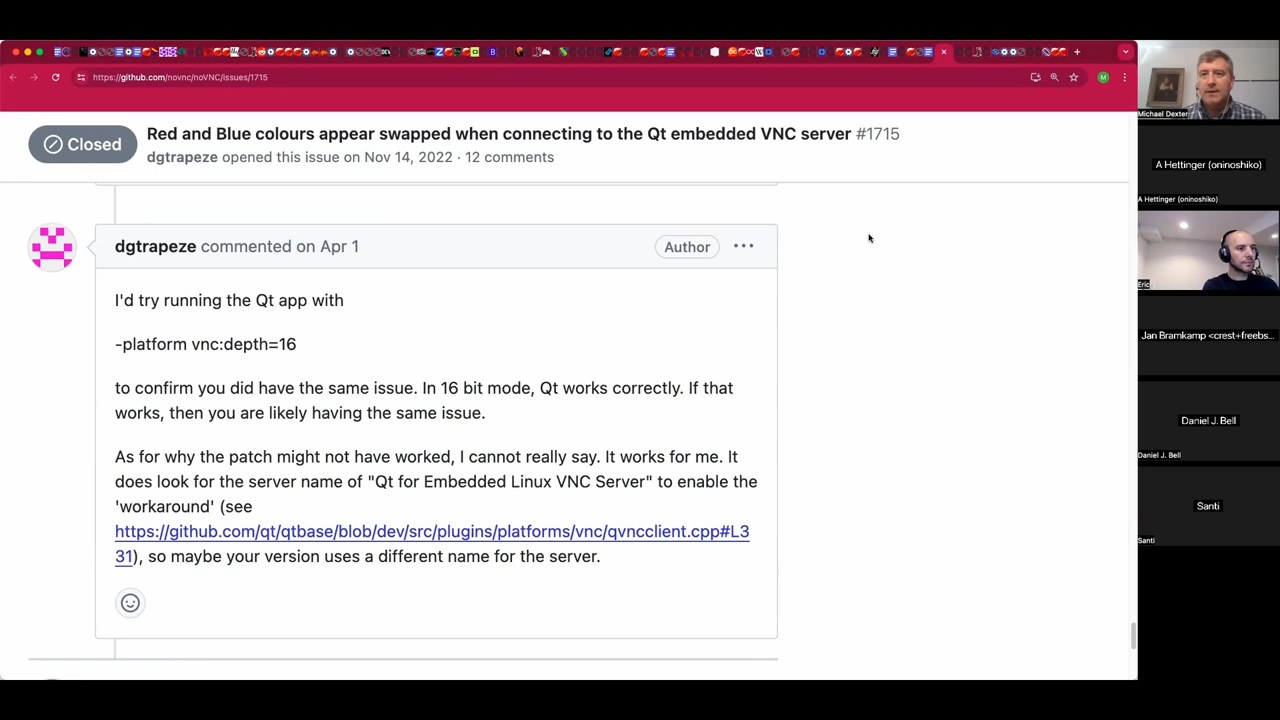 https://github.com/novnc/noVNC/issues/1715
M
Closed
Red and Blue colours appear swapped when connecting to the Qt embedded VNC server #1715
dgtrapeze opened this issue on Nov 14, 2022 · 12 comments
dgtrapeze commented on Apr 1
Author
I'd try running the Qt app with
-platform vnc:depth=16
to confirm you did have the same issue. In 16 bit mode, Qt works correctly. If that
works, then you are likely having the same issue.
As for why the patch might not have worked, I cannot really say. It works for me. It
does look for the server name of "Qt for Embedded Linux VNC Server" to enable the
'workaround' (see
https://github.com/qt/qtbase/blob/dev/src/plugins/platforms/vnc/qvncclient.cpp#L3
31), so maybe your version uses a different name for the server.
Michael Dexter
A Hettinger (oninoshiko)
A Hettinger (oninoshiko)
Eric
Jan Bramkamp <crest+freebs...
Daniel J. Bell
Daniel J. Bell
Santi
Santi